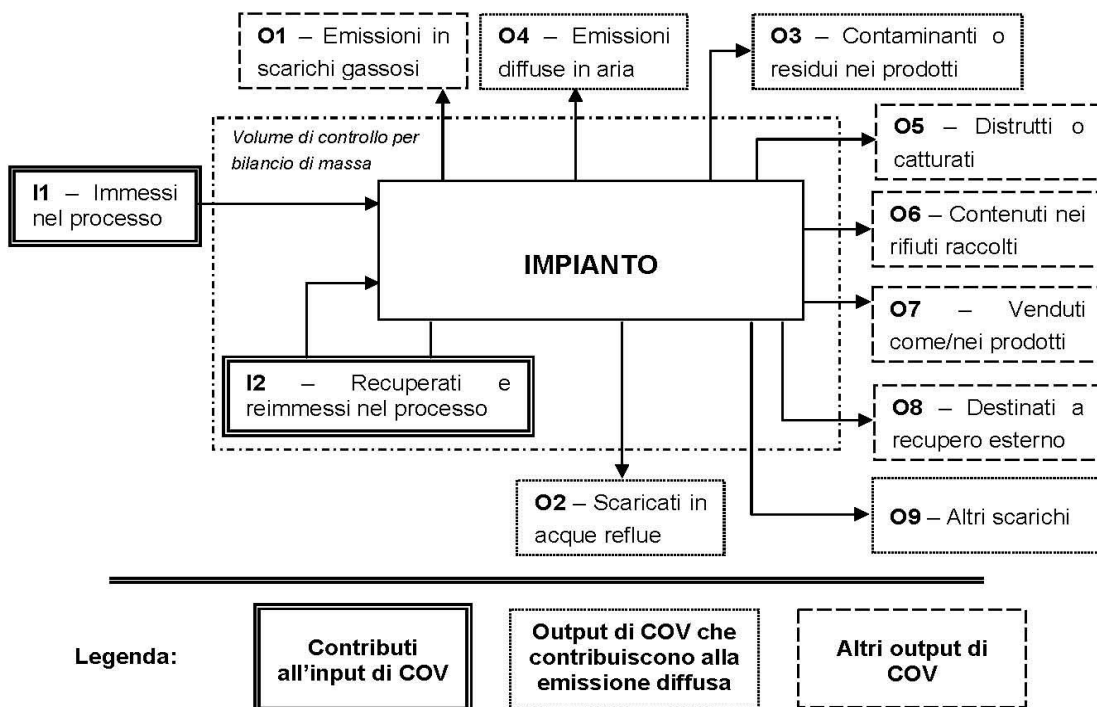 O1 – Emissioni in
scarichi gassosi
O4 – Emissioni
diffuse in aria
O3 – Contaminanti o
residui nei prodotti
Volume di controllo per
bilancio di massa
O5 – Distrutti o
catturati
I1 – Immessi
nel processo
O6 – Contenuti nei
rifiuti raccolti
IMPIANTO
O7 – Venduti
come/nei prodotti
I2 – Recuperati e
reimmessi nel processo
O8 – Destinati a
recupero esterno
O2 – Scaricati in
acque reflue
O9 – Altri scarichi
Legenda:
Contributi
all'input di COV
Output di COV che
contribuiscono alla
emissione diffusa
Altri output di
COV